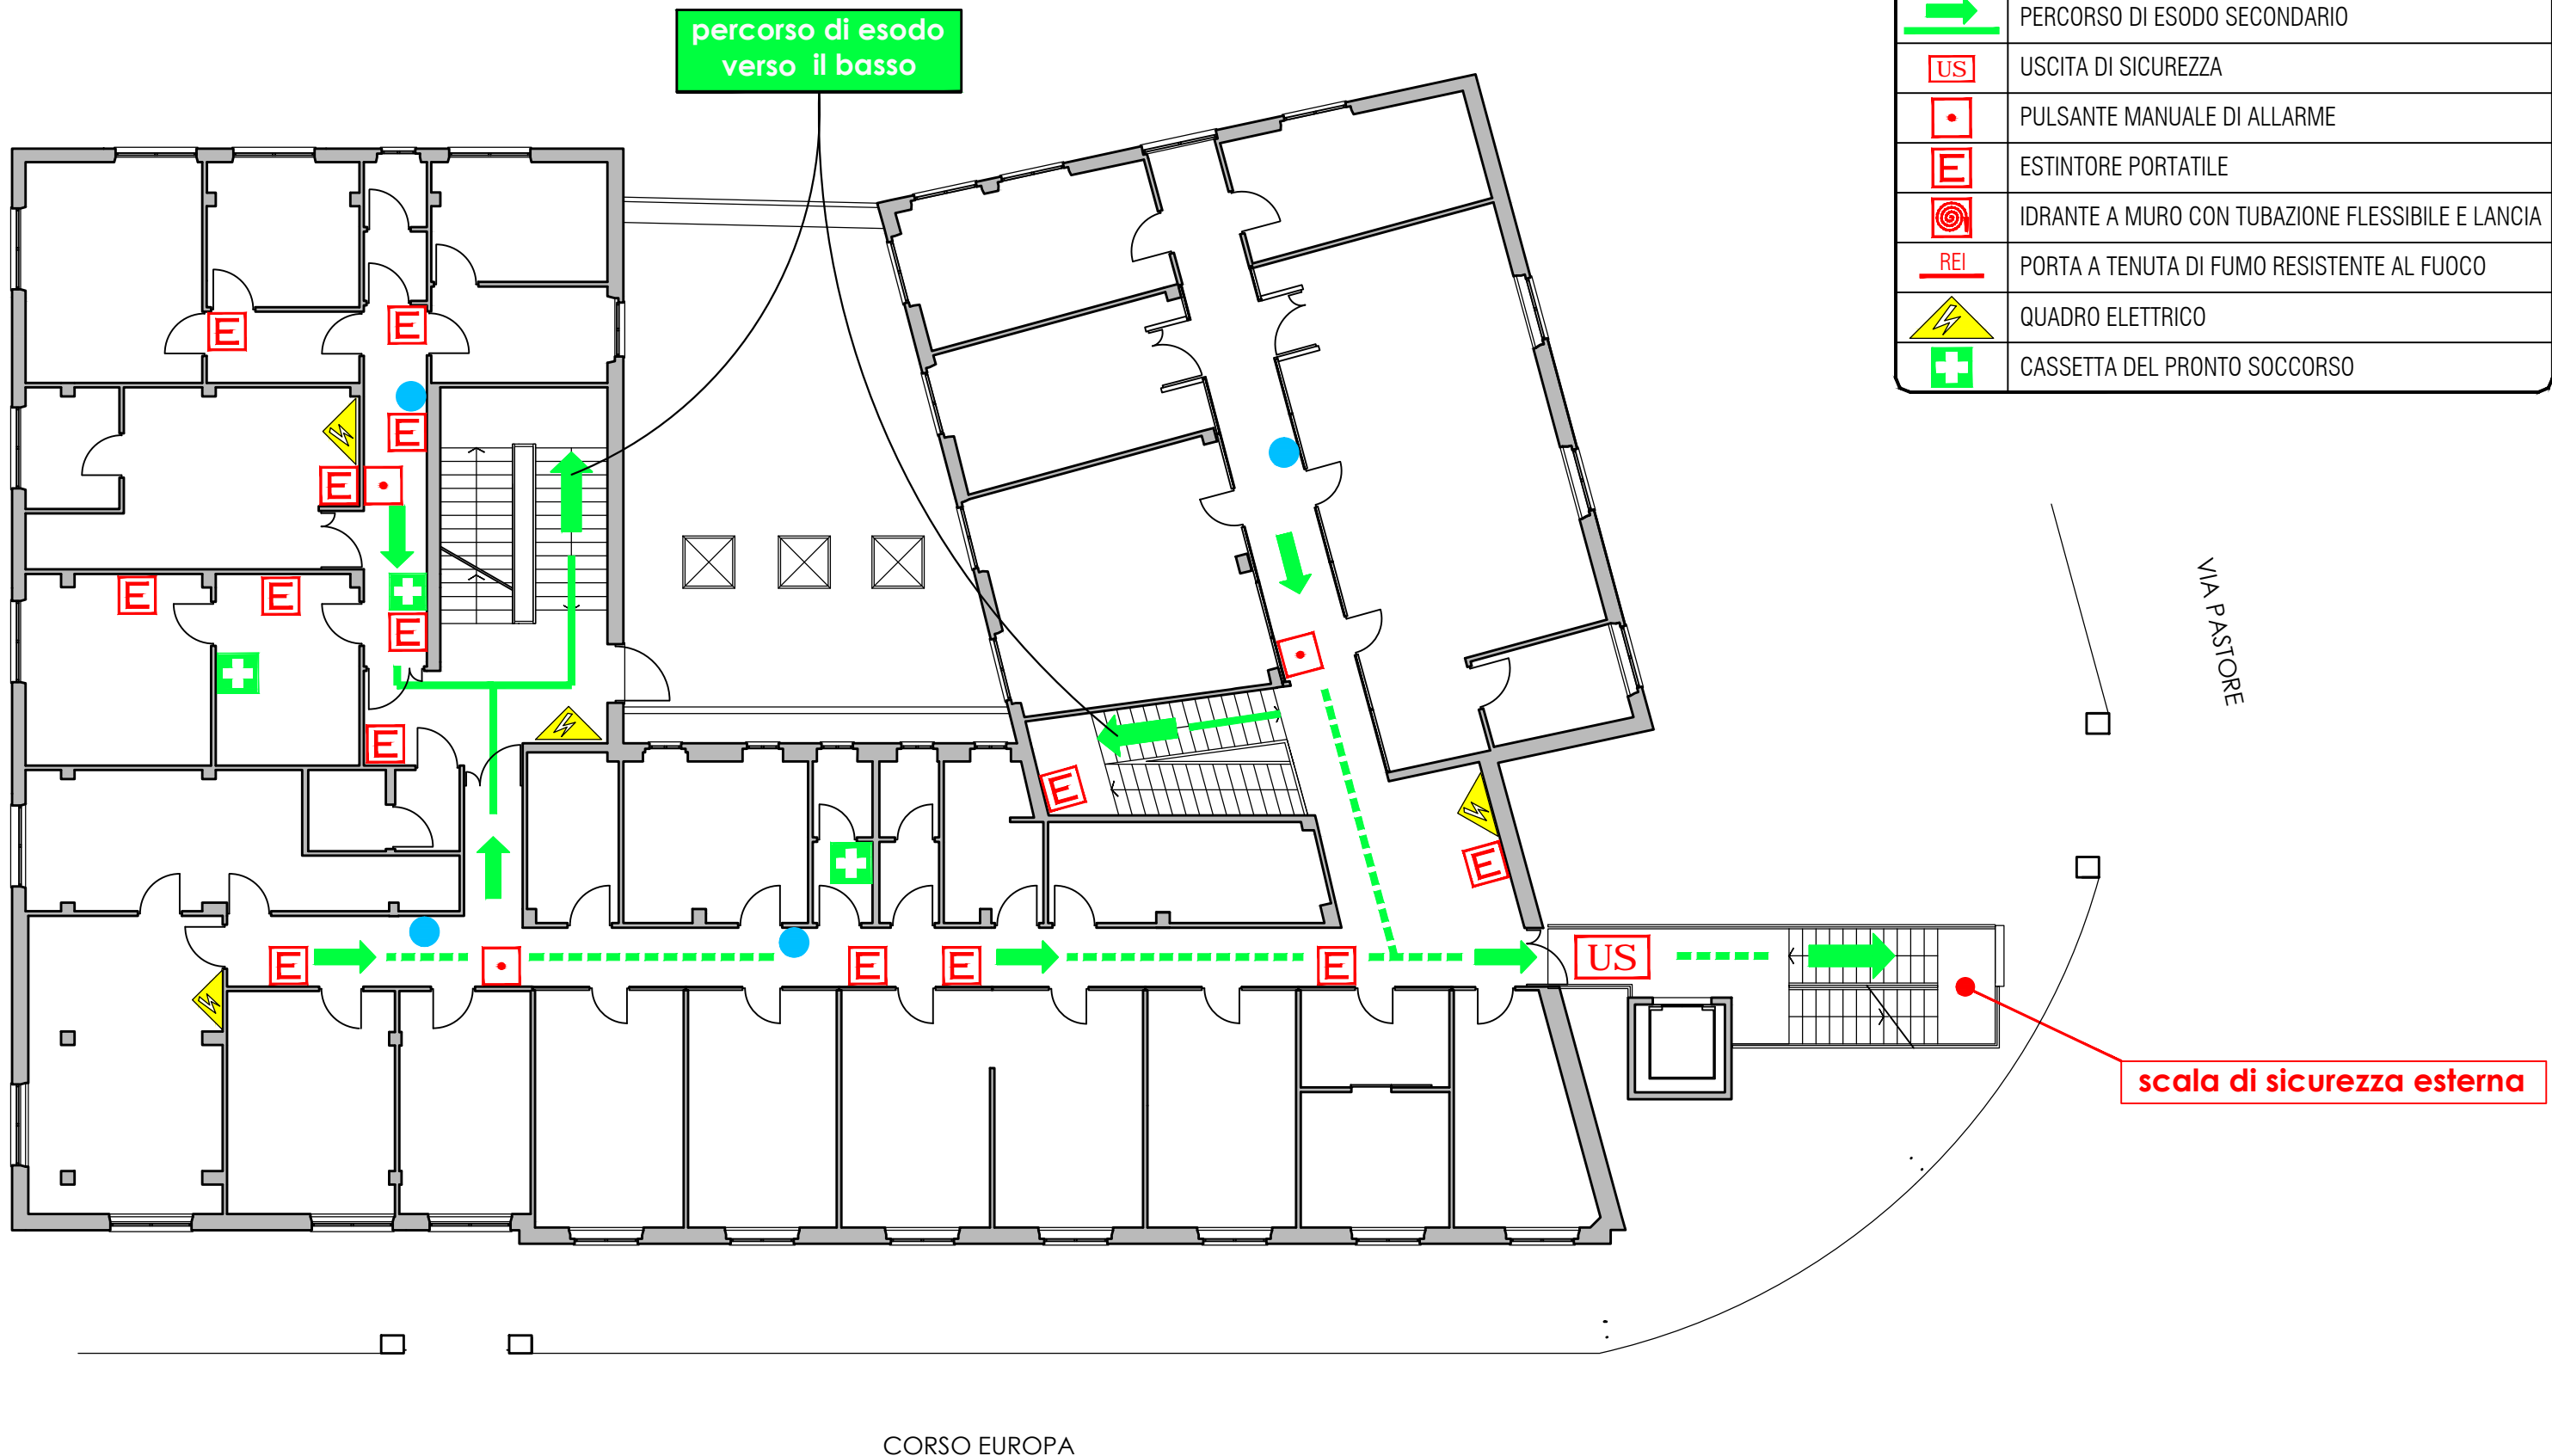 percorso di esodo
verso il basso
PERCORSO DI ESODO SECONDARIO
US USCITA DI SICUREZZA
PULSANTE MANUALE DI ALLARME
E ESTINTORE PORTATILE
IDRANTE A MURO CON TUBAZIONE FLESSIBILE E LANCIA
REI PORTA A TENUTA DI FUMO RESISTENTE AL FUOCO
QUADRO ELETTRICO
CASSETTA DEL PRONTO SOCCORSO
E
E
E
E
E
E
E
E
VIA PASTORE
E
E
E
E
E
E
US
scala di sicurezza esterna
CORSO EUROPA